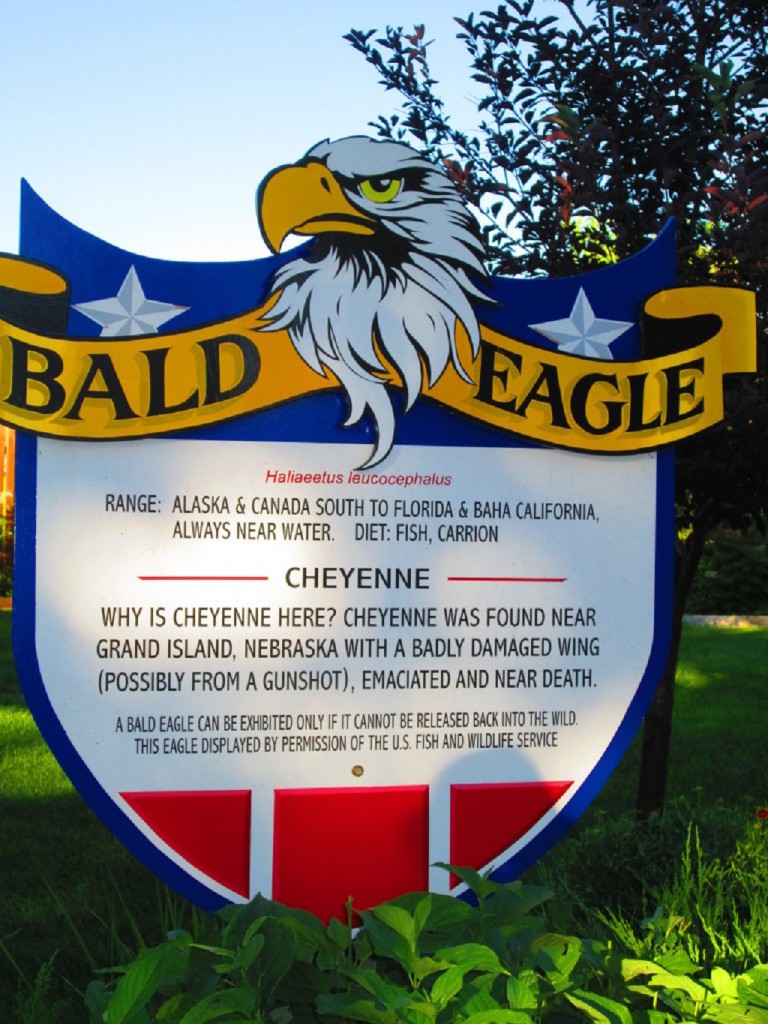 BALD EAGLE
Haliaeetus leucocephalus
RANGE: ALASKA & CANADA SOUTH TO FLORIDA & BAHA CALIFORNIA,
ALWAYS NEAR WATER. DIET: FISH, CARRION
CHEYENNE
WHY IS CHEYENNE HERE? CHEYENNE WAS FOUND NEAR
GRAND ISLAND, NEBRASKA WITH A BADLY DAMAGED WING
(POSSIBLY FROM A GUNSHOT), EMACIATED AND NEAR DEATH.
A BALD EAGLE CAN BE EXHIBITED ONLY IF IT CANNOT BE RELEASED BACK INTO THE WILD.
THIS EAGLE DISPLAYED BY PERMISSION OF THE U.S. FISH AND WILDLIFE SERVICE